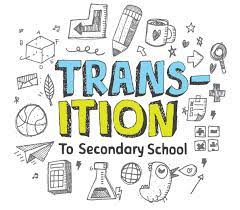 TRANS-
ITION
To Secondary School